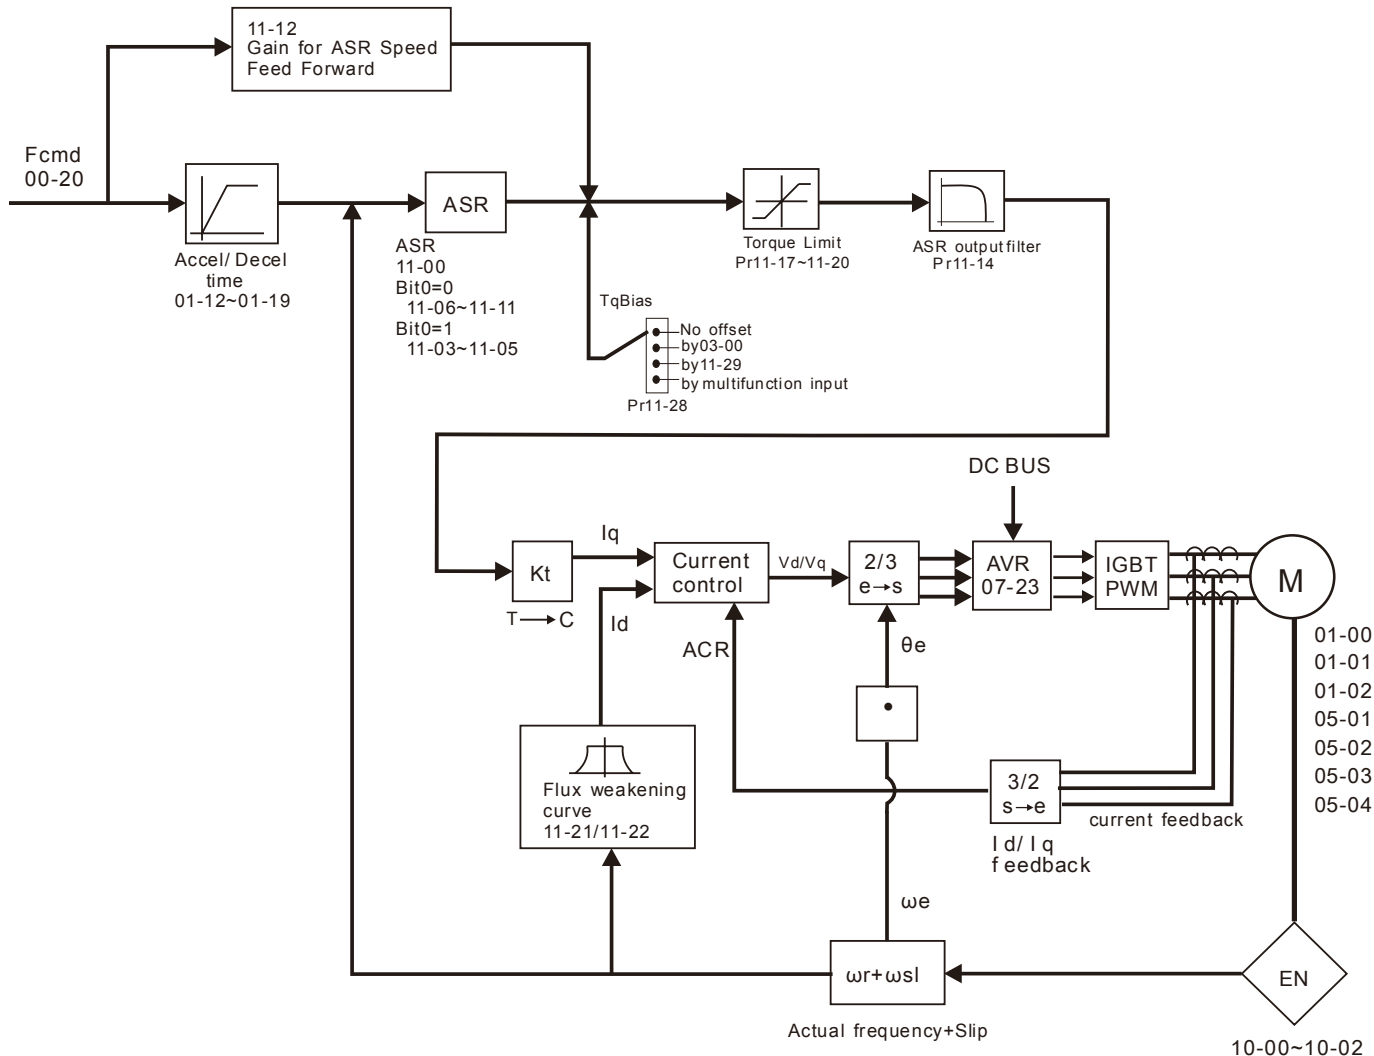 11-12
Gain for ASR Speed
Feed Forward
Fcmd
00-20
Accel/Decel
time
01-12~01-19
ASR
ASR
11-00
Bit0=0
11-06~11-11
Bit0=1
11-03~11-05
Torque Limit
Pr11-17~11-20
ASR output filter
Pr11-14
TqBias
No offset
by03-00
by11-29
by multifunction input
Pr11-28
DC BUS
Kt
T→C
Iq
Id
Current
control
ACR
Vd/Vq
2/3
e→s
θe
AVR
07-23
IGBT
PWM
M
01-00
01-01
01-02
05-01
05-02
05-03
05-04
Flux weakening
curve
11-21/11-22
3/2
s→e
current feedback
Id/Iq
feedback
ωe
ωr+ωsl
Actual frequency+Slip
EN
10-00~10-02